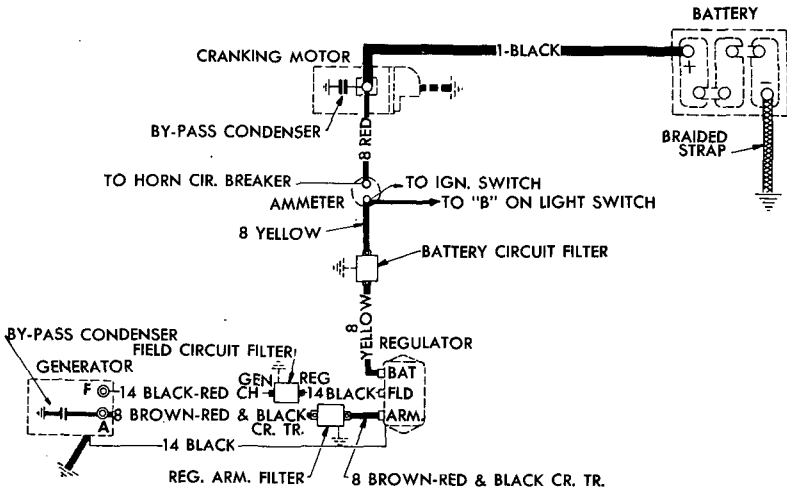 BATTERY
CRANKING MOTOR
1-BLACK
+
−
BY-PASS CONDENSER
8 RED
BRAIDED
STRAP
TO HORN CIR. BREAKER
TO IGN. SWITCH
AMMETER
TO "B" ON LIGHT SWITCH
8 YELLOW
BATTERY CIRCUIT FILTER
8
YELLOW
BY-PASS CONDENSER
FIELD CIRCUIT FILTER
REGULATOR
GENERATOR
GEN
REG
BAT
F
14 BLACK-RED CH
14 BLACK
FLD
A
8 BROWN-RED & BLACK
CR. TR.
ARM.
14 BLACK
REG. ARM. FILTER
8 BROWN-RED & BLACK CR. TR.